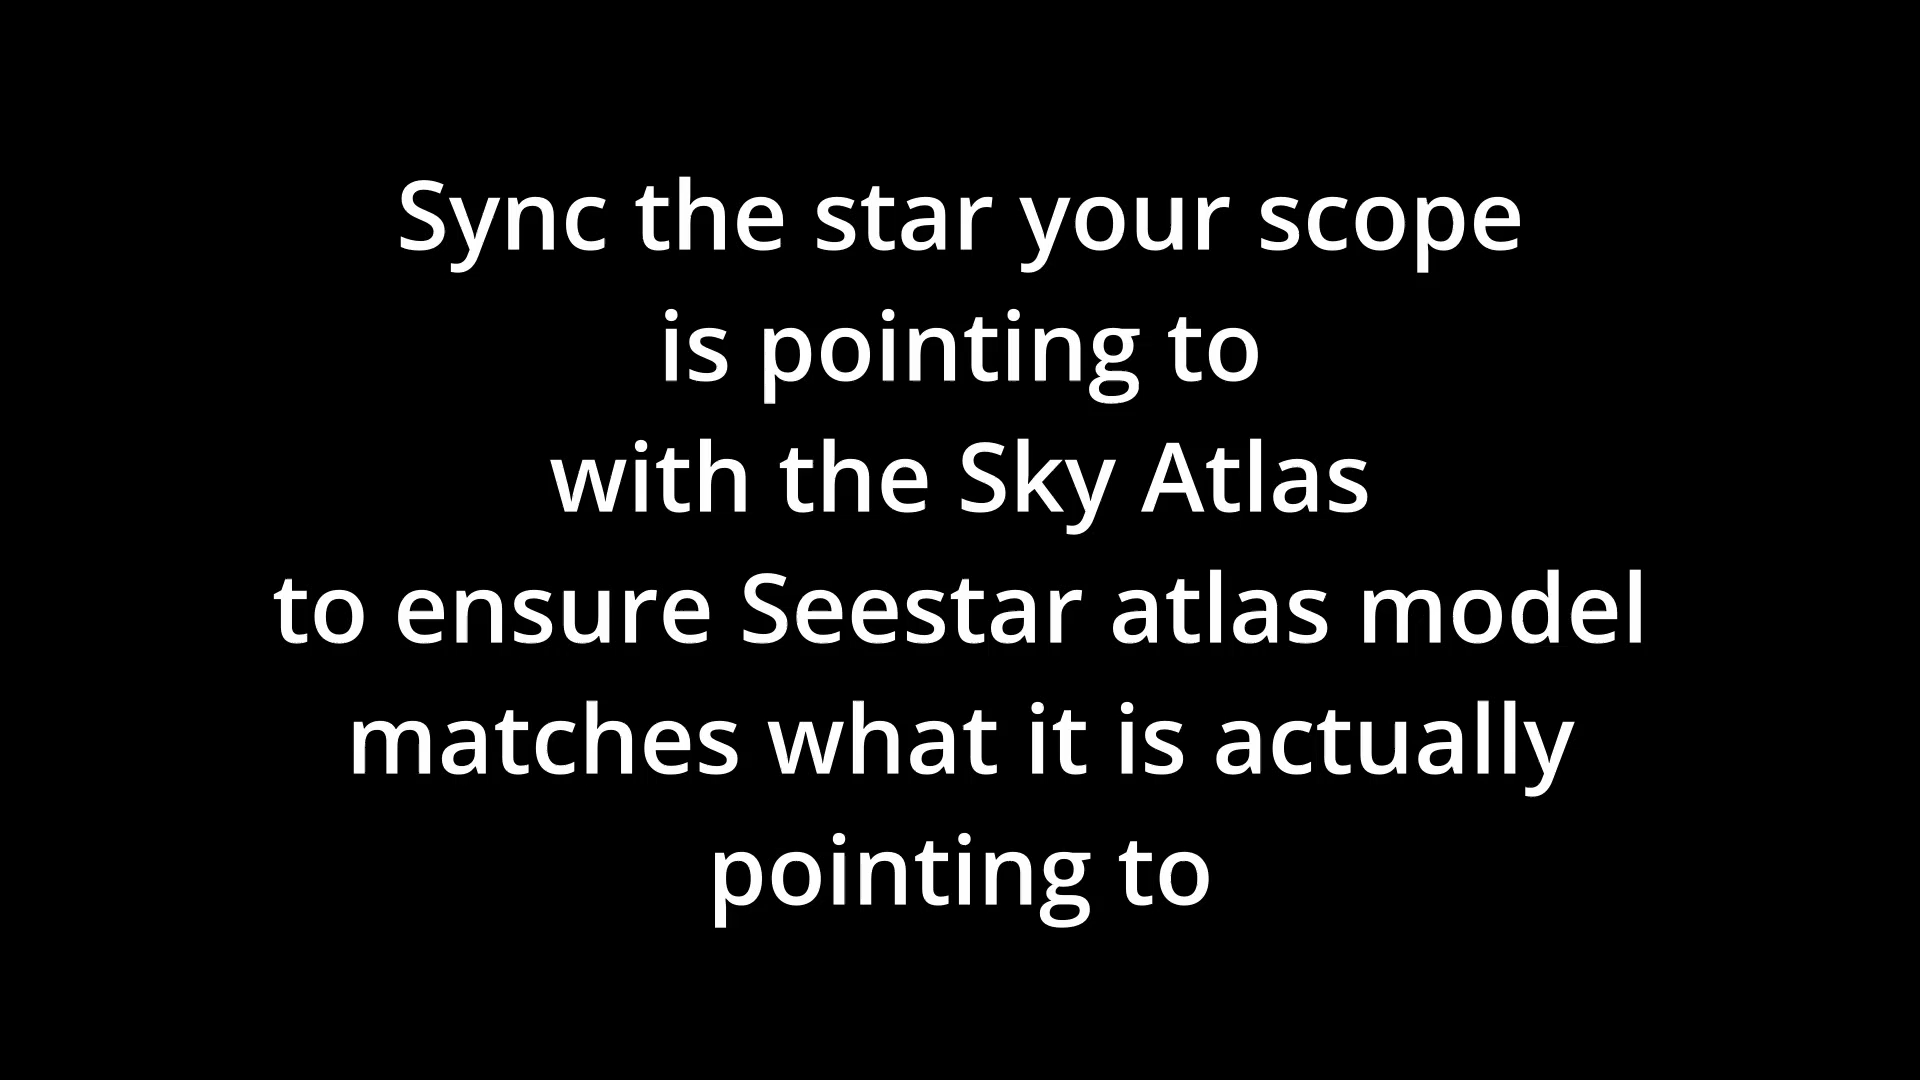 Sync the star your scope
is pointing to
with the Sky Atlas
to ensure Seestar atlas model
matches what it is actually
pointing to